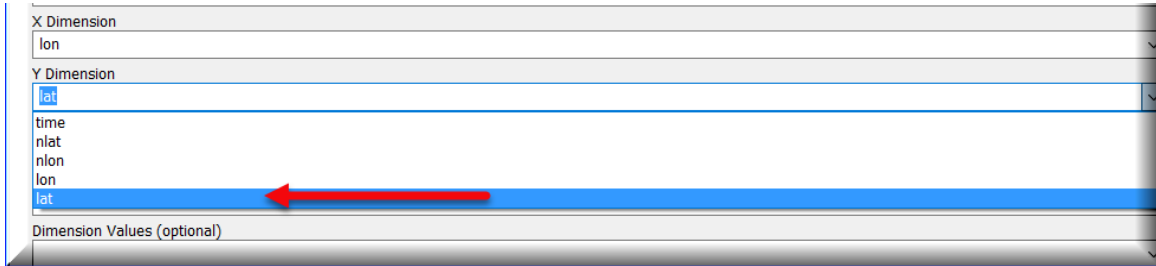 X Dimension
lon
Y Dimension
lat
time
nlat
nlon
lon
lat
Dimension Values (optional)